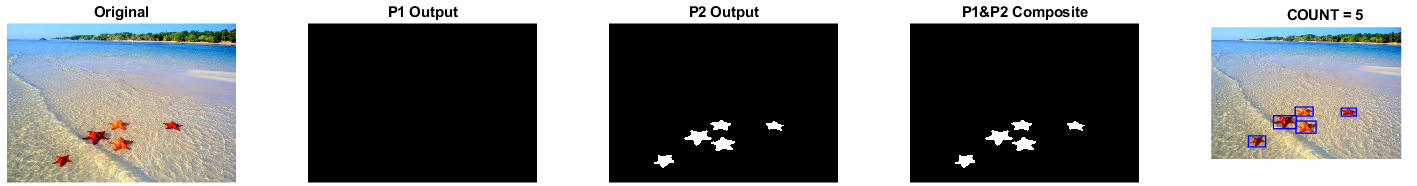 Original
P1 Output
P2 Output
P1&P2 Composite
COUNT = 5